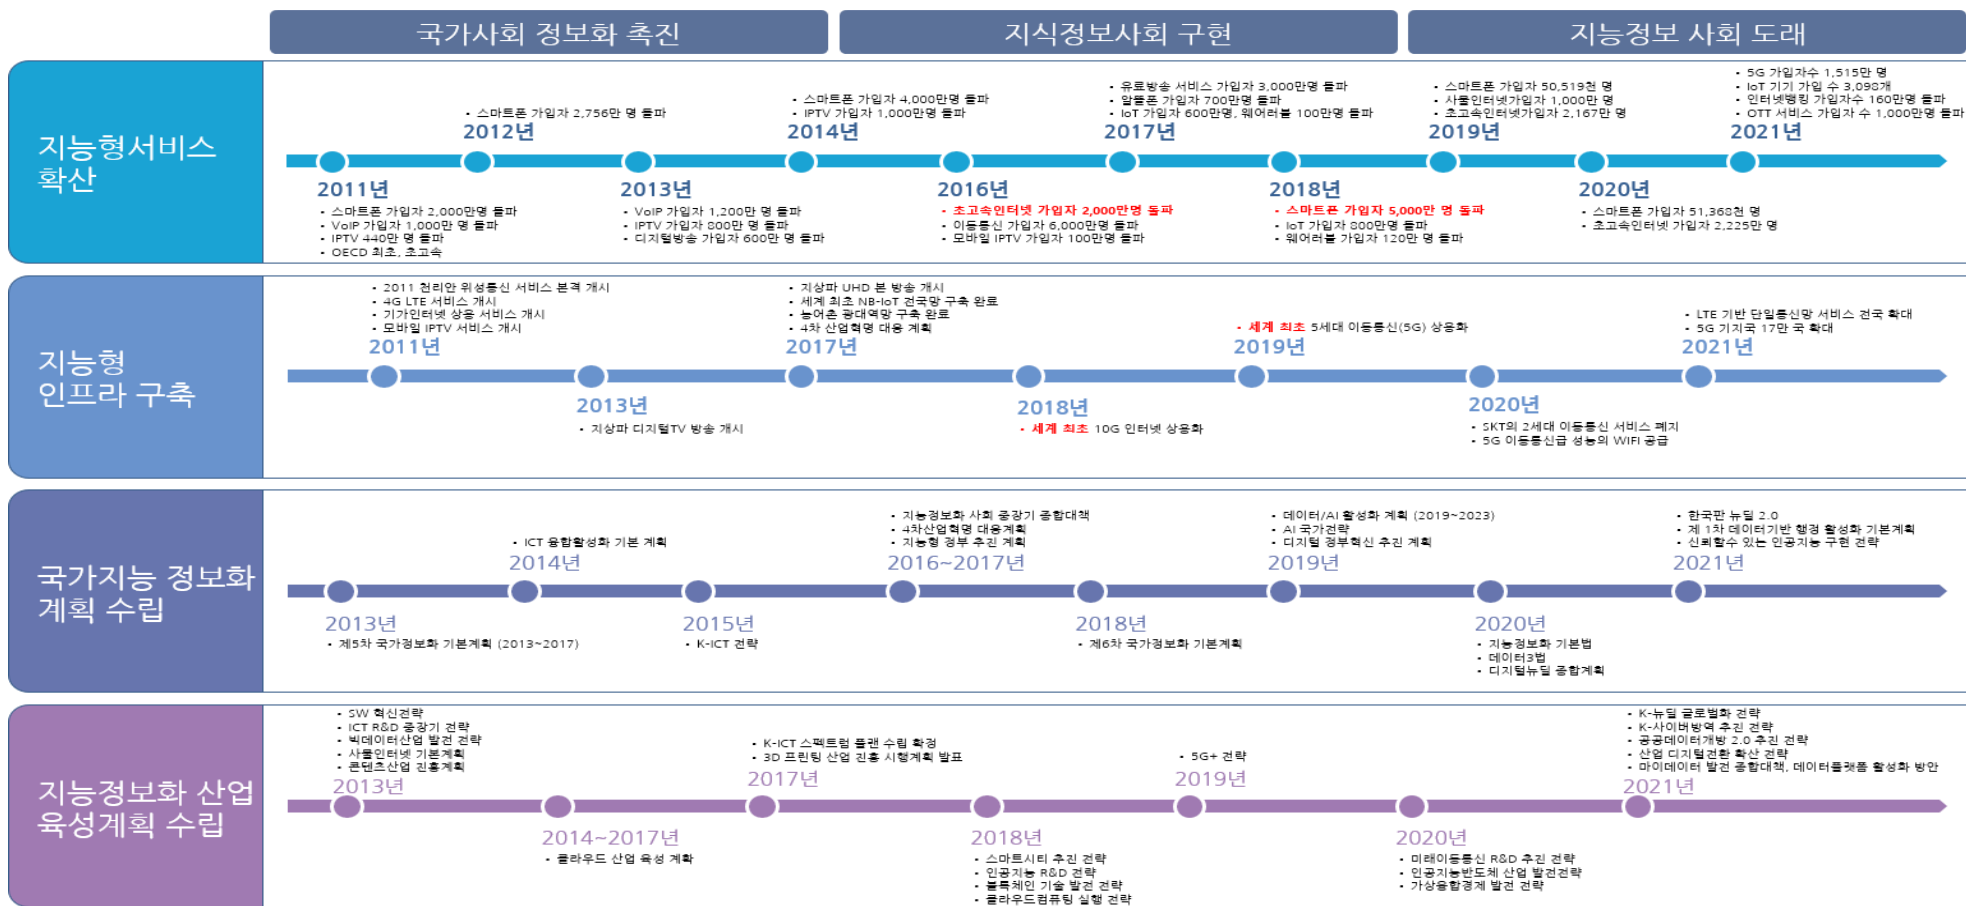 국가사회 정보화 촉진
지식정보사회 구현
지능정보 사회 도래
지능형서비스
확산
• 스마트폰 가입자 2,756만 명 돌파
2012년
• 스마트폰 가입자 4,000만명 돌파
• IPTV 가입자 1,000만명 돌파
2014년
• 유료방송 서비스 가입자 3,000만명 돌파
• 알뜰폰 가입자 700만명 돌파
• IoT 가입자 600만명, 웨어러블 100만명 돌파
2017년
• 스마트폰 가입자 50,519천 명
• 사물인터넷가입자 1,000만 명
• 초고속인터넷가입자 2,167만 명
2019년
• 5G 가입자수 1,515만 명
• IoT 기기 가입 수 3,098개
• 인터넷뱅킹 가입자수 160만명 돌파
• OTT 서비스 가입자 수 1,000만명 돌파
2021년
2011년
• 스마트폰 가입자 2,000만명 돌파
• VoIP 가입자 1,000만 명 돌파
• IPTV 440만 명 돌파
• OECD 최초, 초고속
2013년
• VoIP 가입자 1,200만 명 돌파
• IPTV 가입자 800만 명 돌파
• 디지털방송 가입자 600만 명 돌파
2016년
• 초고속인터넷 가입자 2,000만명 돌파
• 이동통신 가입자 6,000만명 돌파
• 모바일 IPTV 가입자 100만명 돌파
2018년
• 스마트폰 가입자 5,000만 명 돌파
• IoT 가입자 800만명 돌파
• 웨어러블 가입자 120만 명 돌파
2020년
• 스마트폰 가입자 51,368천 명
• 초고속인터넷 가입자 2,225만 명
지능형
인프라 구축
• 2011 천리안 위성통신 서비스 본격 개시
• 4G LTE 서비스 개시
• 기가인터넷 상용 서비스 개시
• 모바일 IPTV 서비스 개시
2011년
• 지상파 UHD 본 방송 개시
• 세계 최초 NB-IoT 전국망 구축 완료
• 농어촌 광대역망 구축 완료
• 4차 산업혁명 대응 계획
2017년
• 세계 최초 5세대 이동통신(5G) 상용화
2019년
• LTE 기반 단일통신망 서비스 전국 확대
• 5G 기지국 17만 국 확대
2021년
2013년
• 지상파 디지털TV 방송 개시
2018년
• 세계 최초 10G 인터넷 상용화
2020년
• SKT의 2세대 이동통신 서비스 폐지
• 5G 이동통신급 성능의 WIFI 공급
국가지능 정보화
계획 수립
• ICT 융합활성화 기본 계획
2014년
• 지능정보화 사회 중장기 종합대책
• 4차산업혁명 대응계획
• 지능형 정부 추진 계획
2016~2017년
• 데이터/AI 활성화 계획 (2019~2023)
• AI 국가전략
• 디지털 정부혁신 추진 계획
2019년
• 한국판 뉴딜 2.0
• 제 1차 데이터기반 행정 활성화 기본계획
• 신뢰할수 있는 인공지능 구현 전략
2021년
2013년
• 제5차 국가정보화 기본계획 (2013~2017)
2015년
• K-ICT 전략
2018년
• 제6차 국가정보화 기본계획
2020년
• 지능정보화 기본법
• 데이터3법
• 디지털뉴딜 종합계획
지능정보화 산업
육성계획 수립
• SW 혁신전략
• ICT R&D 중장기 전략
• 빅데이터산업 발전 전략
• 사물인터넷 기본계획
• 콘텐츠산업 진흥계획
2013년
• K-ICT 스펙트럼 플랜 수립 확정
• 3D 프린팅 산업 진흥 시행계획 발표
2017년
• 5G+ 전략
2019년
• K-뉴딜 글로벌화 전략
• K-사이버방역 추진 전략
• 공공데이터개방 2.0 추진 전략
• 산업 디지털전환 확산 전략
• 마이데이터 발전 종합대책, 데이터플랫폼 활성화 방안
2021년
2014~2017년
• 클라우드 산업 육성 계획
2018년
• 스마트시티 추진 전략
• 인공지능 R&D 전략
• 블록체인 기술 발전 전략
• 클라우드컴퓨팅 실행 전략
2020년
• 미래이동통신 R&D 추진 전략
• 인공지능반도체 산업 발전전략
• 가상융합경제 발전 전략